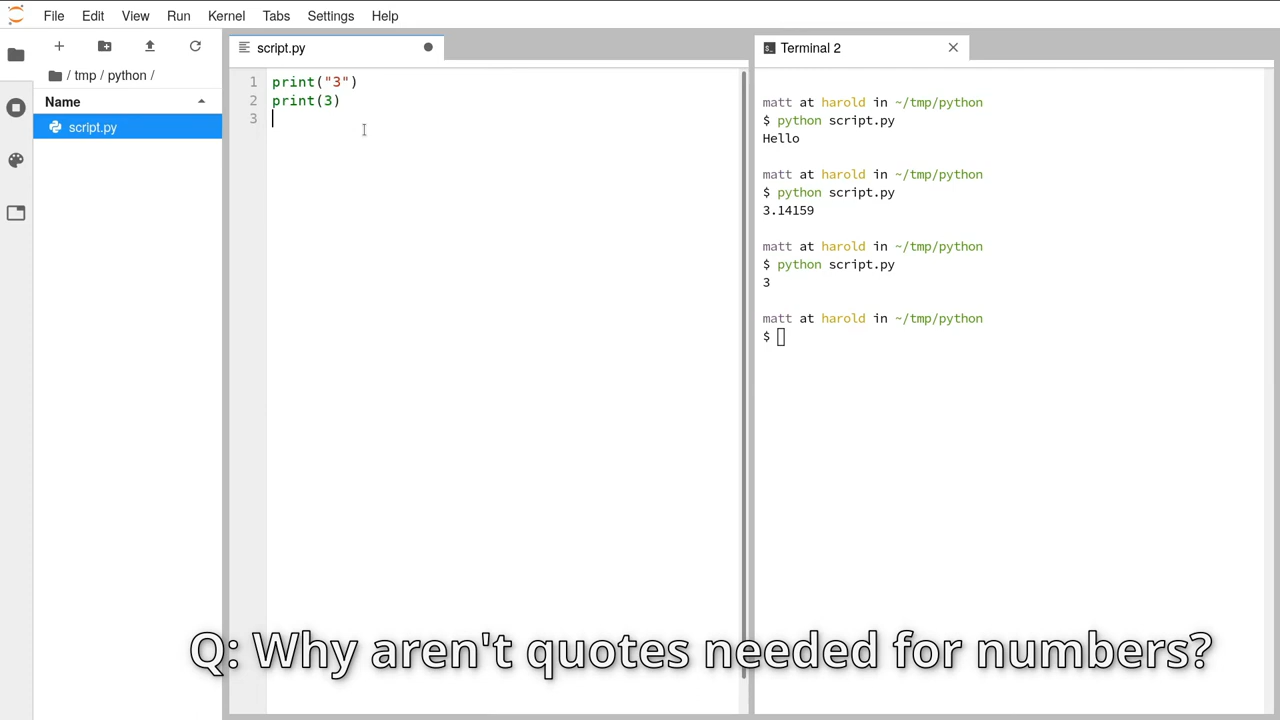 File Edit View Run Kernel Tabs Settings Help
/ tmp / python /
Name
script.py
script.py
1 print("3")
2 print(3)
3
Terminal 2
matt at harold in ~/tmp/python
$ python script.py
Hello
matt at harold in ~/tmp/python
$ python script.py
3.14159
matt at harold in ~/tmp/python
$ python script.py
3
matt at harold in ~/tmp/python
$
Q: Why aren't quotes needed for numbers?